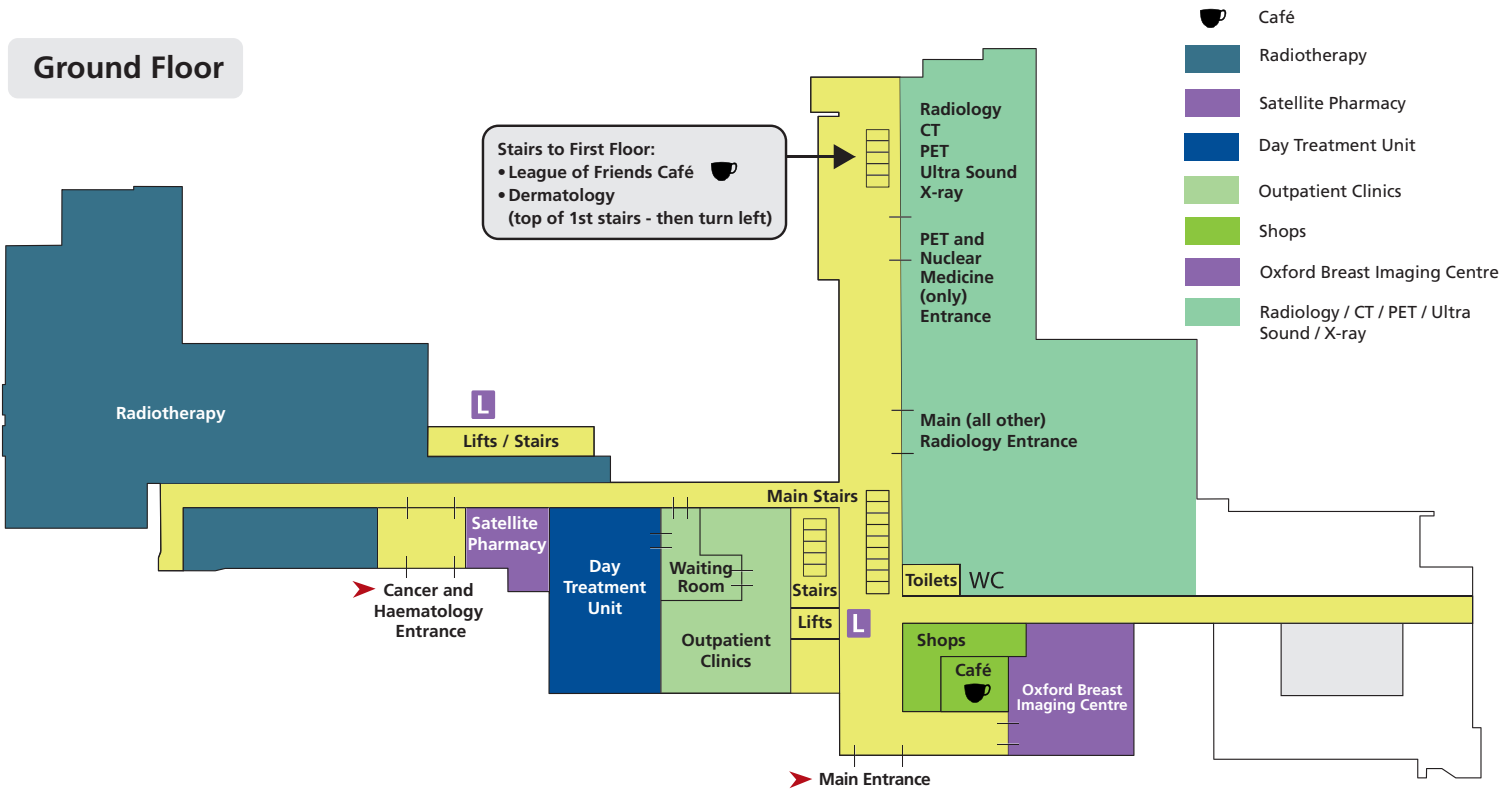 Ground Floor
Café
Radiotherapy
Satellite Pharmacy
Day Treatment Unit
Outpatient Clinics
Shops
Oxford Breast Imaging Centre
Radiology / CT / PET / Ultra
Sound / X-ray
Stairs to First Floor:
• League of Friends Café
• Dermatology
(top of 1st stairs - then turn left)
Radiology
CT
PET
Ultra Sound
X-ray
PET and
Nuclear
Medicine
(only)
Entrance
Main (all other)
Radiology Entrance
Radiotherapy
L
Lifts / Stairs
Main Stairs
Satellite
Pharmacy
Cancer and
Haematology
Entrance
Day
Treatment
Unit
Waiting
Room
Outpatient
Clinics
Stairs
Lifts
L
Toilets
WC
Shops
Café
Oxford Breast
Imaging Centre
Main Entrance